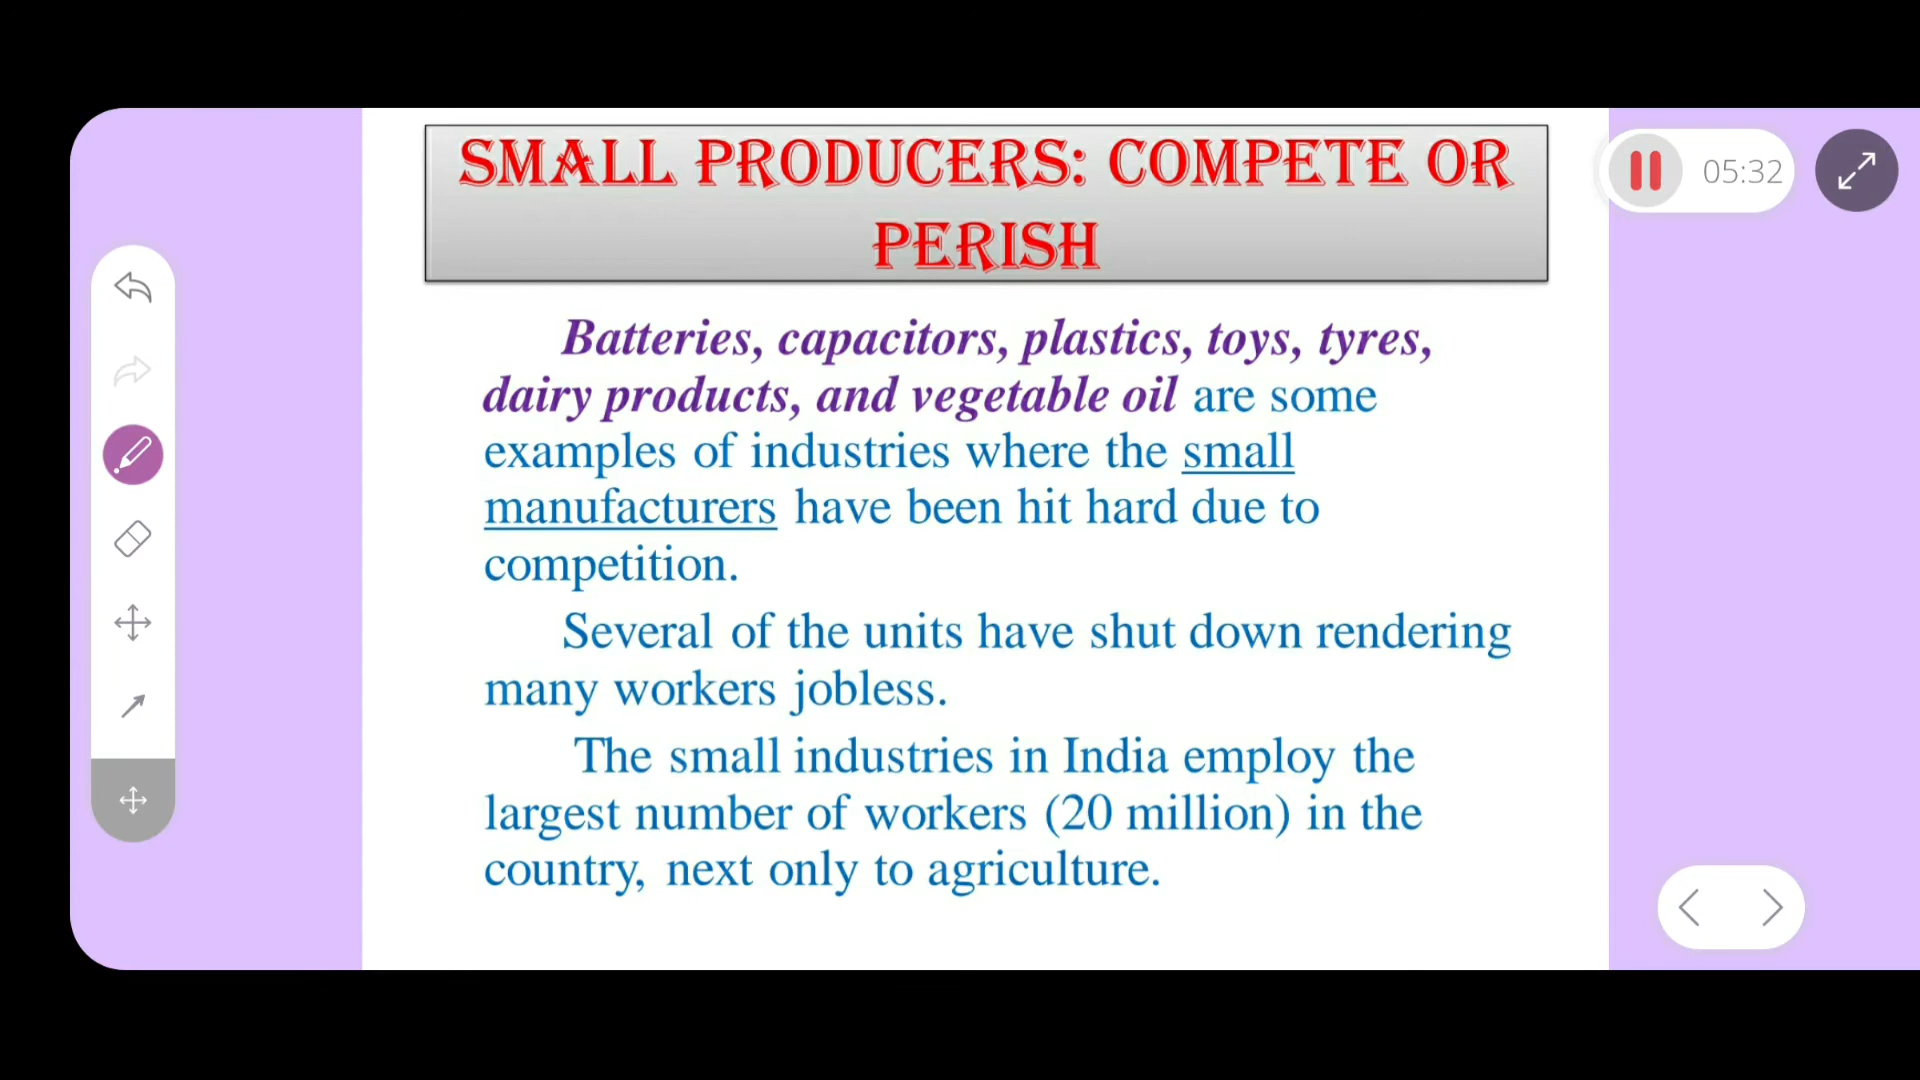 SMALL PRODUCERS: COMPETE OR
PERISH
05:32
Batteries, capacitors, plastics, toys, tyres,
dairy products, and vegetable oil are some
examples of industries where the small
manufacturers have been hit hard due to
competition.
Several of the units have shut down rendering
many workers jobless.
The small industries in India employ the
largest number of workers (20 million) in the
country, next only to agriculture.